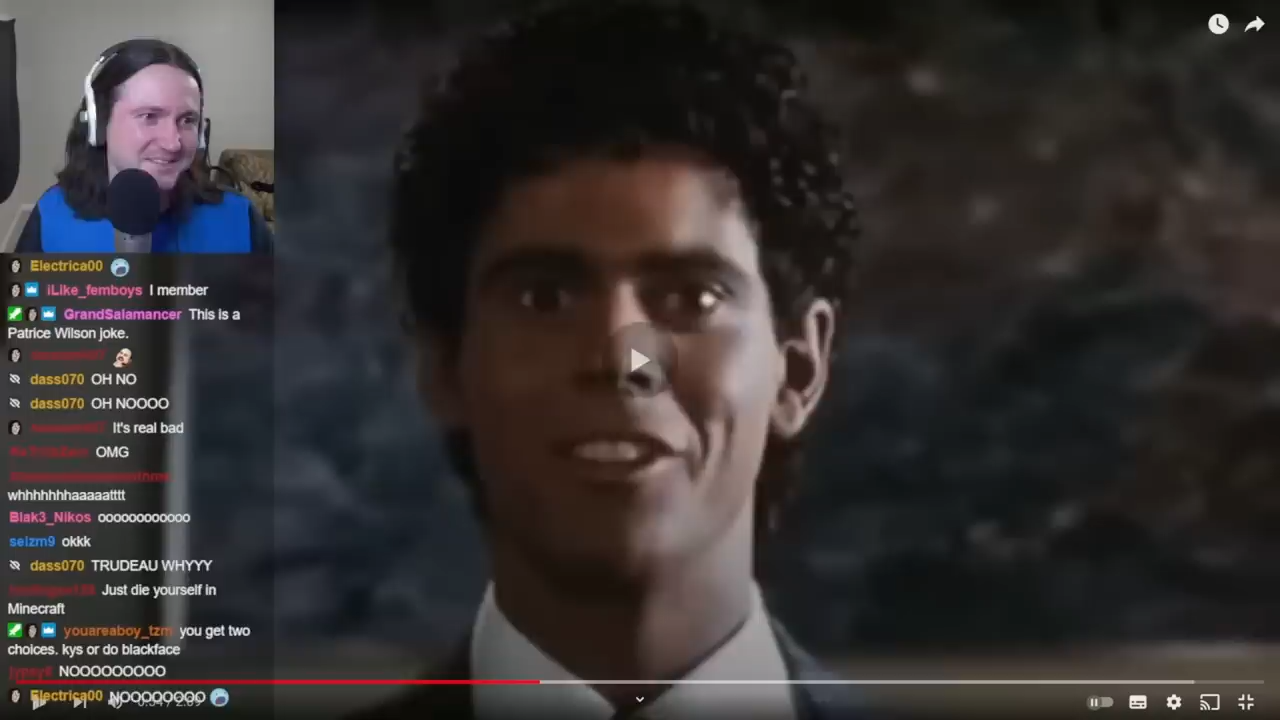 Electrica00
iLike_femboys I member
GrandSalamancer This is a
Patrice Wilson joke.
dass070 OH NO
dass070 OH NOOOO
It's real bad
OMG
whhhhhhaaaaatttt
Blak3_Nikos oooooooooooo
selzm9 okkk
dass070 TRUDEAU WHYYY
Just die yourself in
Minecraft
youareaboy_tzm you get two
choices. kys or do blackface
NOOOOOOOOO
Electrica00 NOOOOOOOO